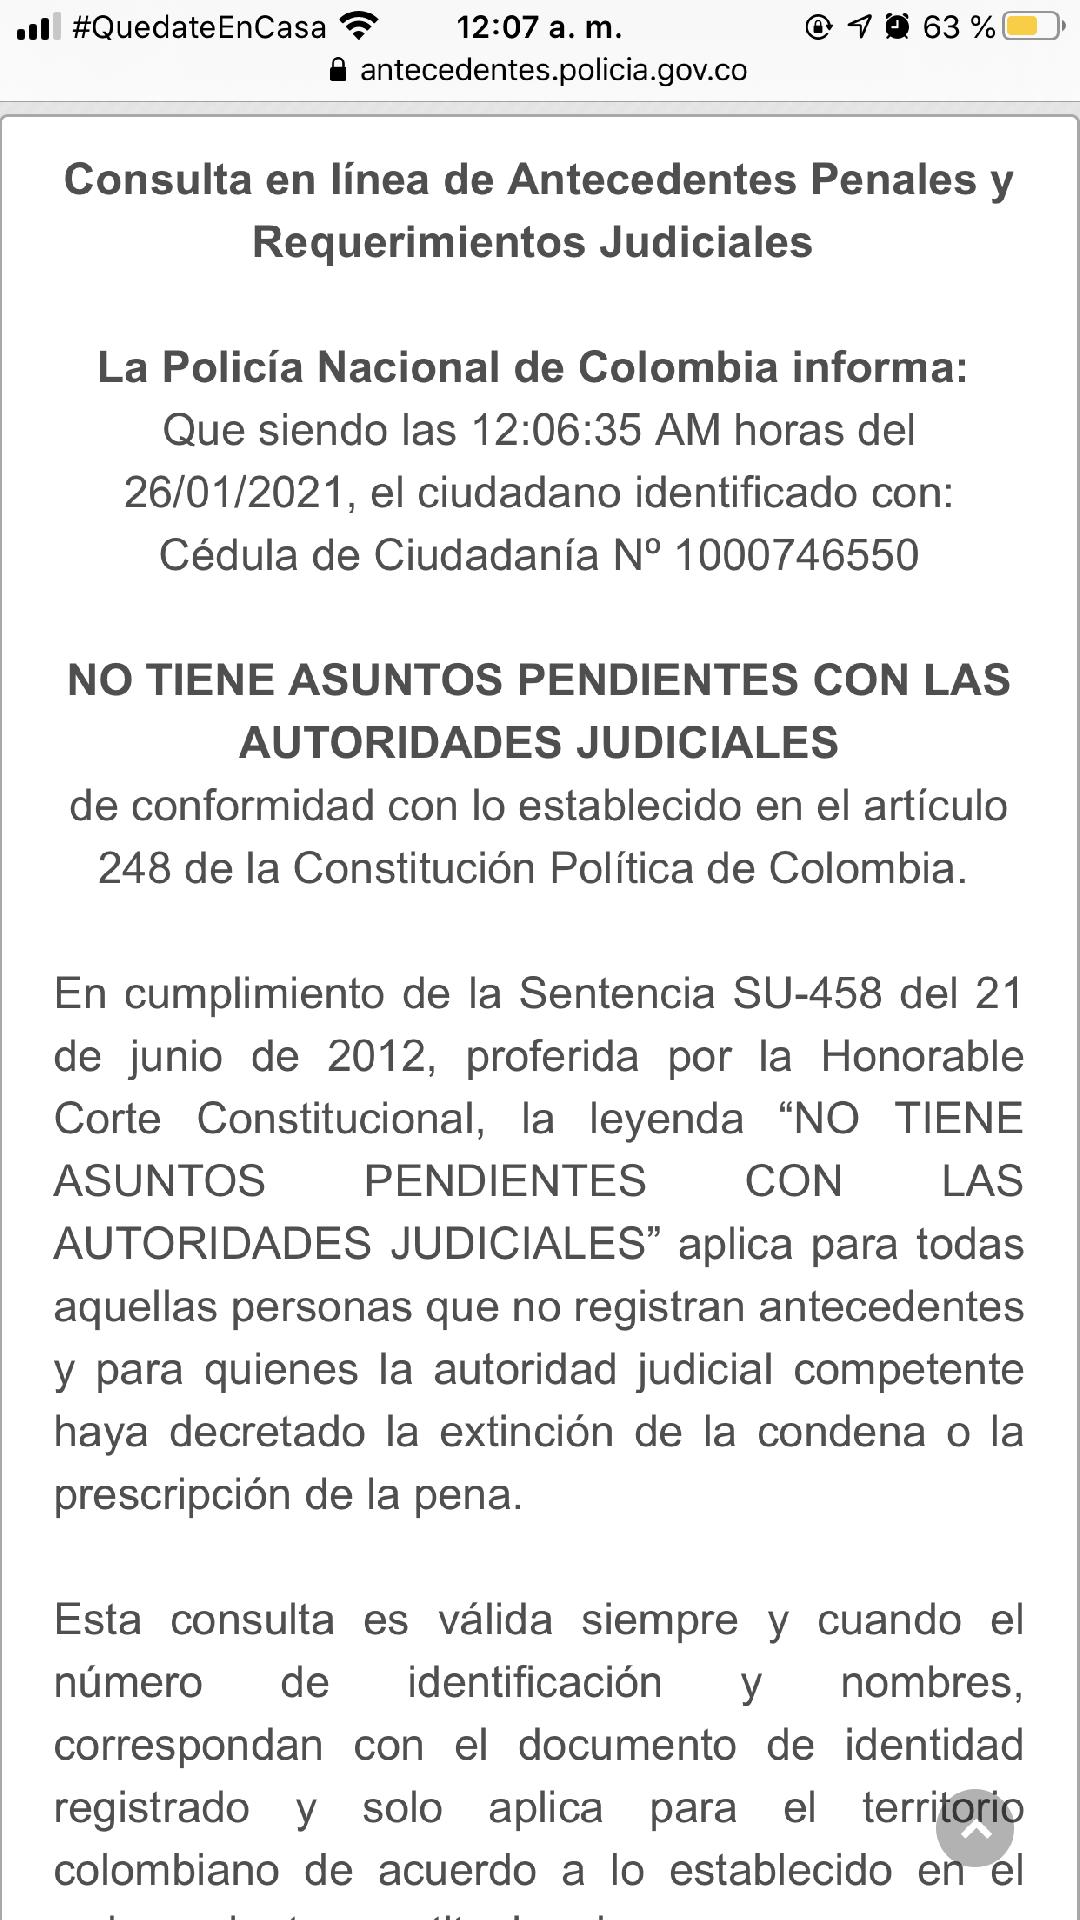 #QuedateEnCasa 12:07 a. m. 63 %
antecedentes.policia.gov.co
Consulta en línea de Antecedentes Penales y
Requerimientos Judiciales
La Policía Nacional de Colombia informa:
Que siendo las 12:06:35 AM horas del
26/01/2021, el ciudadano identificado con:
Cédula de Ciudadanía Nº 1000746550
NO TIENE ASUNTOS PENDIENTES CON LAS
AUTORIDADES JUDICIALES
de conformidad con lo establecido en el artículo
248 de la Constitución Política de Colombia.
En cumplimiento de la Sentencia SU-458 del 21
de junio de 2012, proferida por la Honorable
Corte Constitucional, la leyenda “NO TIENE
ASUNTOS PENDIENTES CON LAS
AUTORIDADES JUDICIALES” aplica para todas
aquellas personas que no registran antecedentes
y para quienes la autoridad judicial competente
haya decretado la extinción de la condena o la
prescripción de la pena.
Esta consulta es válida siempre y cuando el
número de identificación y nombres,
correspondan con el documento de identidad
registrado y solo aplica para el territorio
colombiano de acuerdo a lo establecido en el